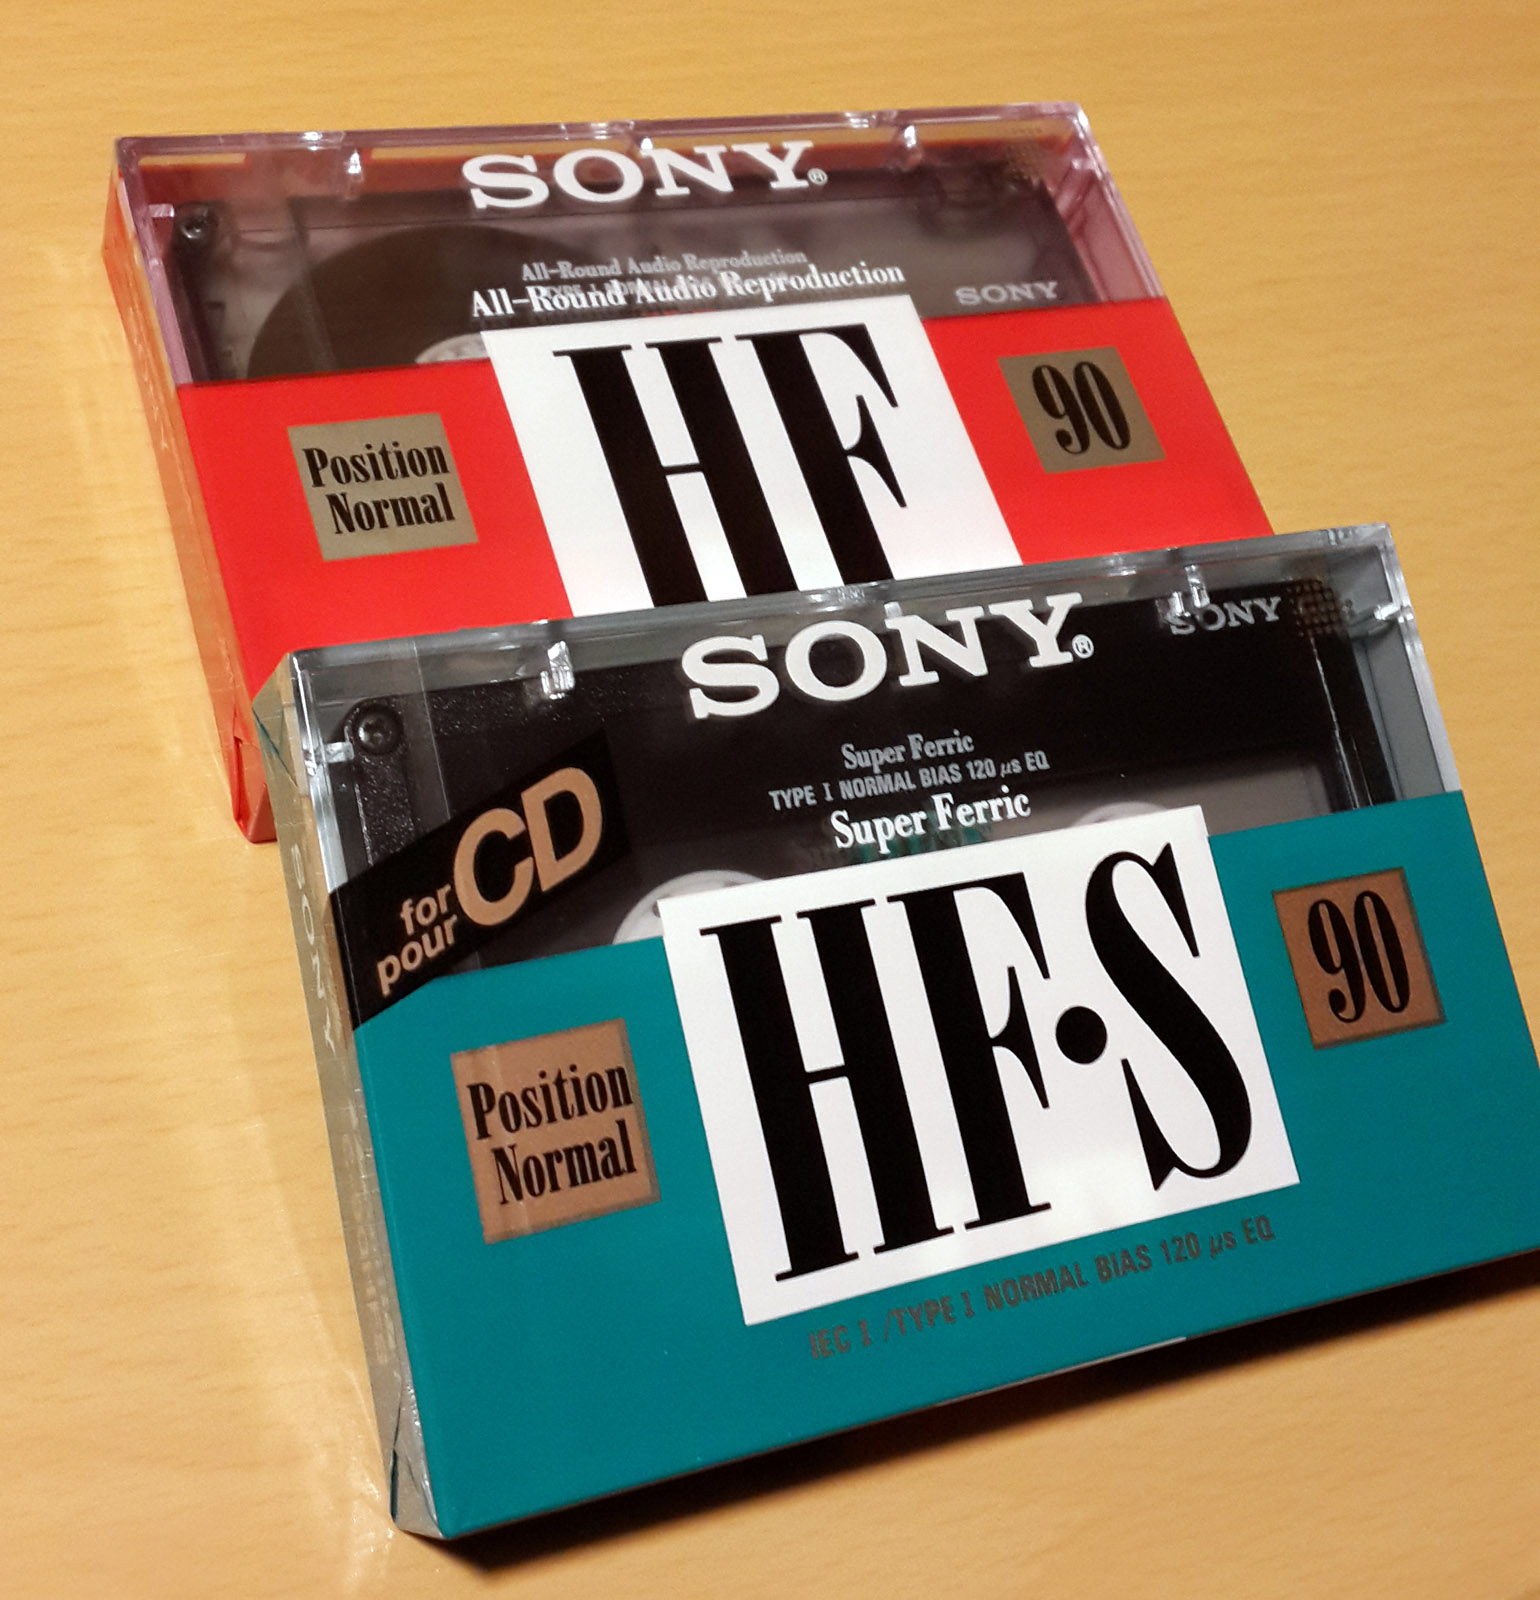 SONY®
All-Round Audio Reproduction
All-Round Audio Reproduction
SONY
HF
90
Position
Normal
SONY®
SONY
Super Ferric
TYPE I NORMAL BIAS 120 µs EQ
Super Ferric
for
pour
CD
HF·S
90
Position
Normal
IEC I /TYPE I NORMAL BIAS 120 µs EQ
SONY